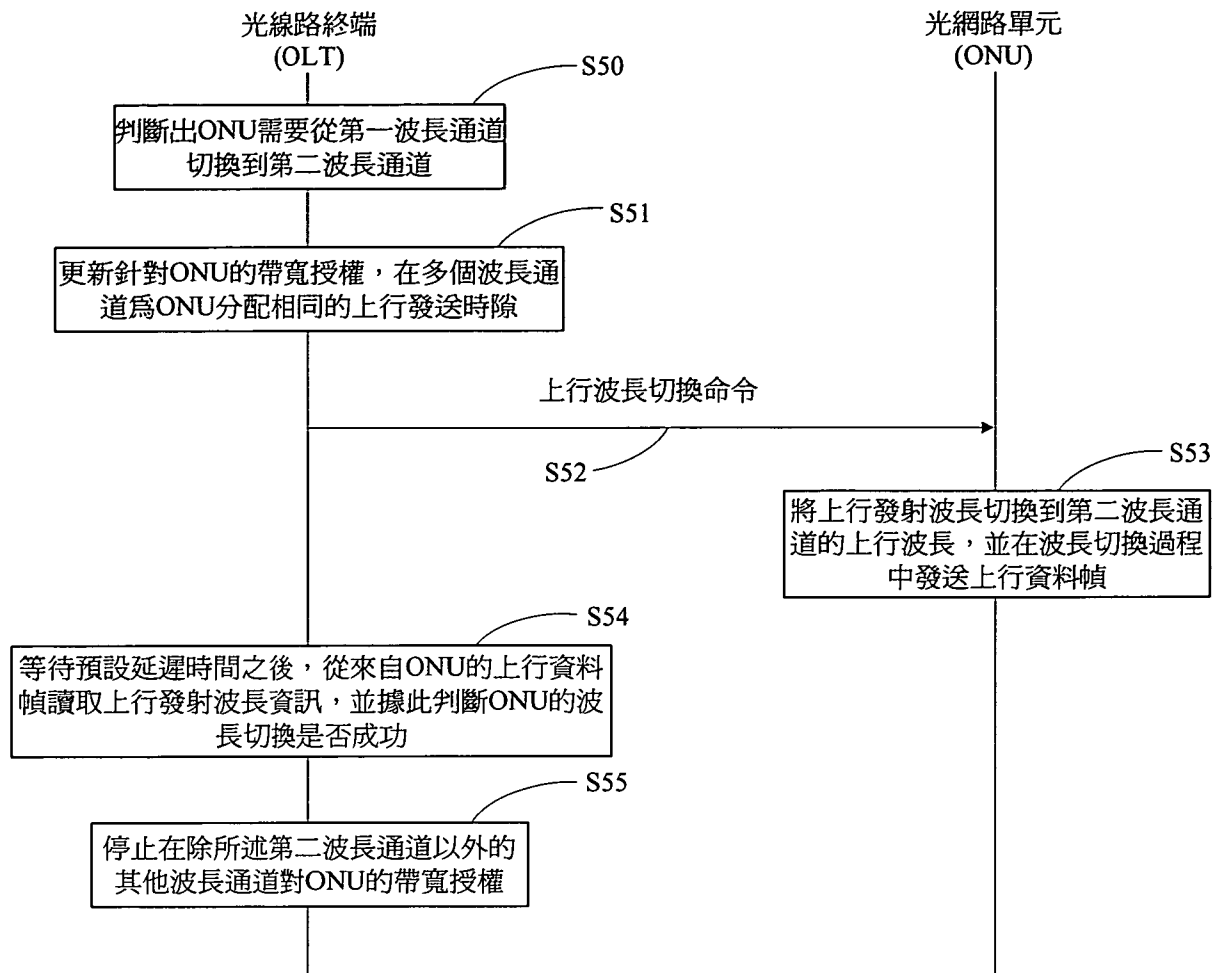 光線路終端
(OLT)
光網路單元
(ONU)
S50
判斷出ONU需要從第一波長通道
切換到第二波長通道
S51
更新針對ONU的帶寬授權，在多個波長通
道爲ONU分配相同的上行發送時隙
上行波長切換命令
S52
S53
將上行發射波長切換到第二波長通
道的上行波長，並在波長切換過程
中發送上行資料幀
S54
等待預設延遲時間之後，從來自ONU的上行資料
幀讀取上行發射波長資訊，並據此判斷ONU的波
長切換是否成功
S55
停止在除所述第二波長通道以外的
其他波長通道對ONU的帶寬授權